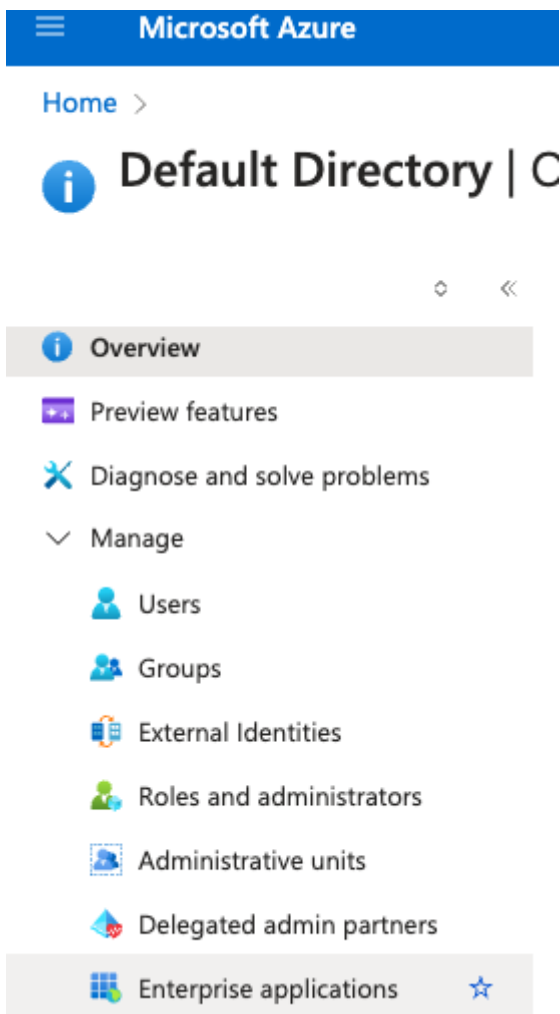 Microsoft Azure
Home >
Default Directory |
Overview
Preview features
Diagnose and solve problems
Manage
Users
Groups
External Identities
Roles and administrators
Administrative units
Delegated admin partners
Enterprise applications